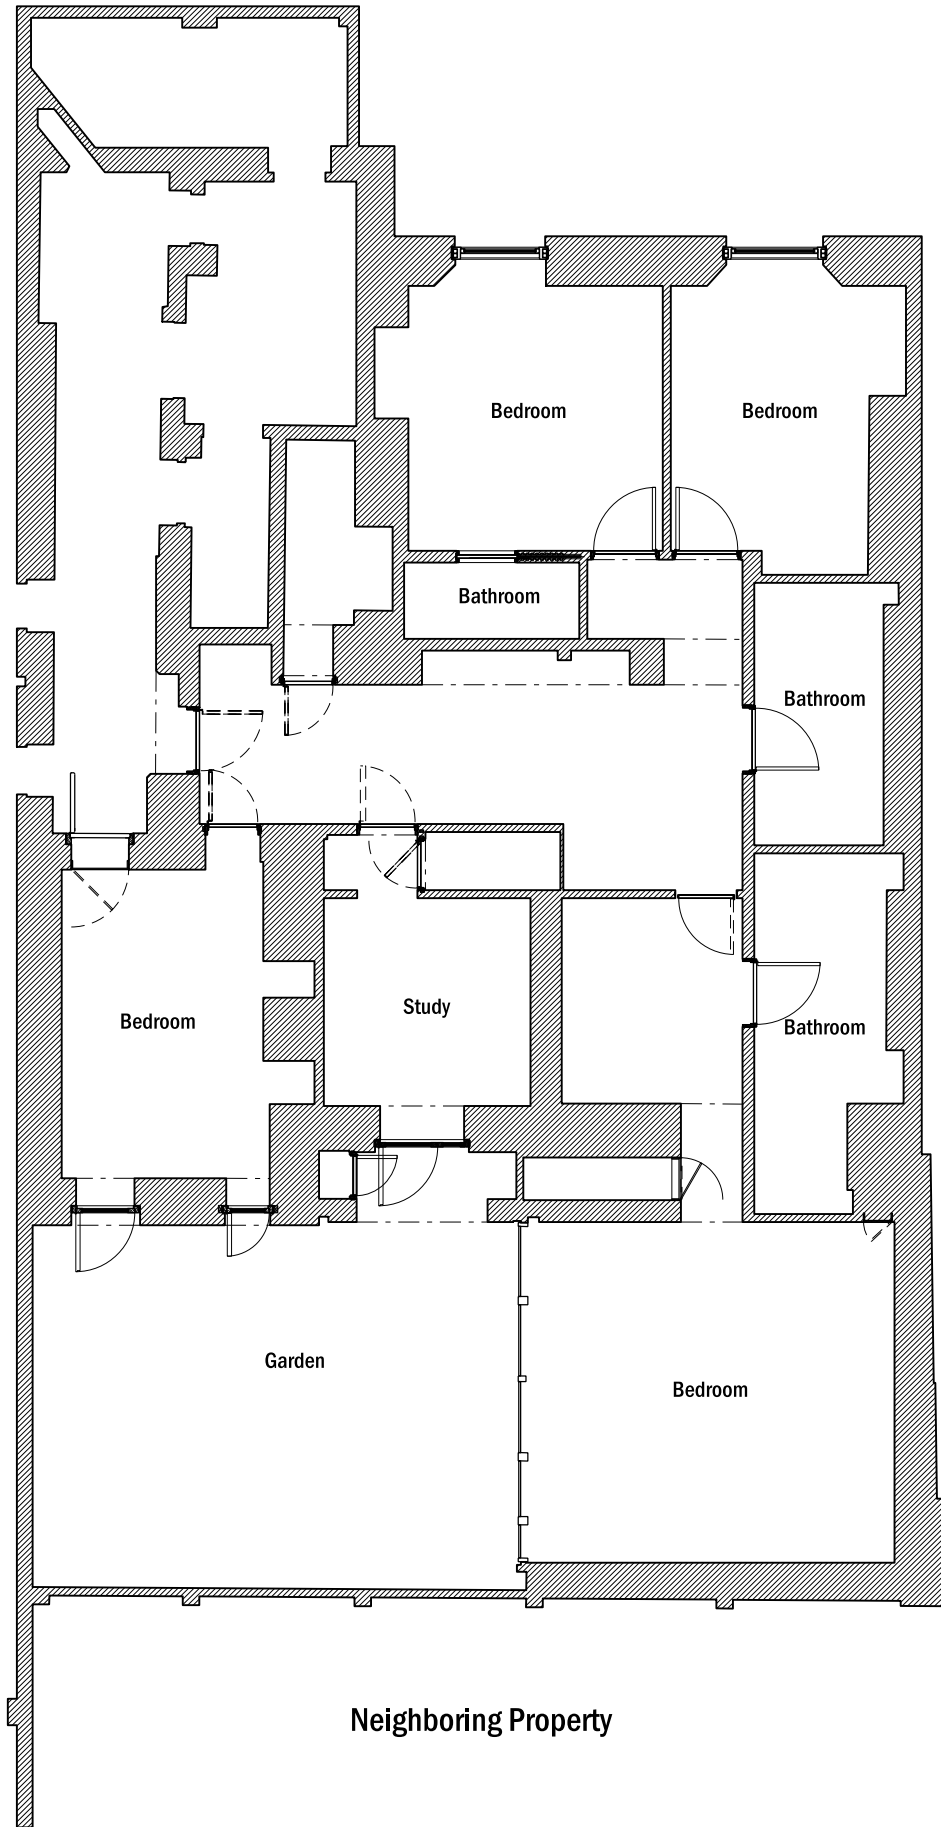 Bedroom
Bedroom
Bathroom
Bathroom
Bedroom
Study
Bathroom
Garden
Bedroom
Neighboring Property